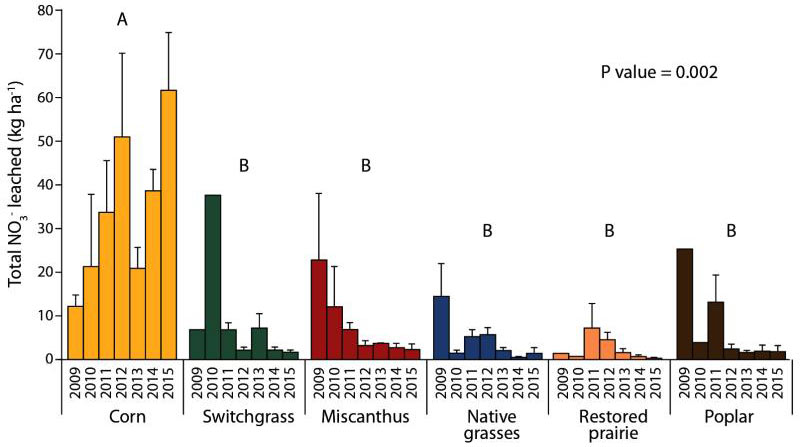 Total NO3- leached (kg ha-1)
80
70
60
50
40
30
20
10
0
A
B
B
B
B
B
P value = 0.002
2009 2010 2011 2012 2013 2014 2015
2009 2010 2011 2012 2013 2014 2015
2009 2010 2011 2012 2013 2014 2015
2009 2010 2011 2012 2013 2014 2015
2009 2010 2011 2012 2013 2014 2015
2009 2010 2011 2012 2013 2014 2015
Corn
Switchgrass
Miscanthus
Native
grasses
Restored
prairie
Poplar